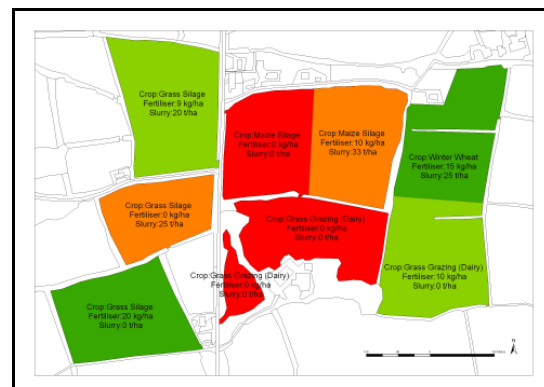 Crop:Grass Silage
Fertiliser:9 kg/ha
Slurry:20 t/ha
Crop:Maize Silage
Fertiliser:0 kg/ha
Slurry:0 t/ha
Crop:Maize Silage
Fertiliser:10 kg/ha
Slurry:33 t/ha
Crop:Winter Wheat
Fertiliser:15 kg/ha
Slurry:25 t/ha
Crop:Grass Silage
Fertiliser:0 kg/ha
Slurry:25 t/ha
Crop:Grass Grazing (Dairy)
Fertiliser:0 kg/ha
Slurry:0 t/ha
Crop:Grass Grazing (Dairy)
Fertiliser:0 kg/ha
Slurry:0 t/ha
Crop:Grass Grazing (Dairy)
Fertiliser:10 kg/ha
Slurry:0 t/ha
Crop:Grass Silage
Fertiliser:20 kg/ha
Slurry:0 t/ha
N